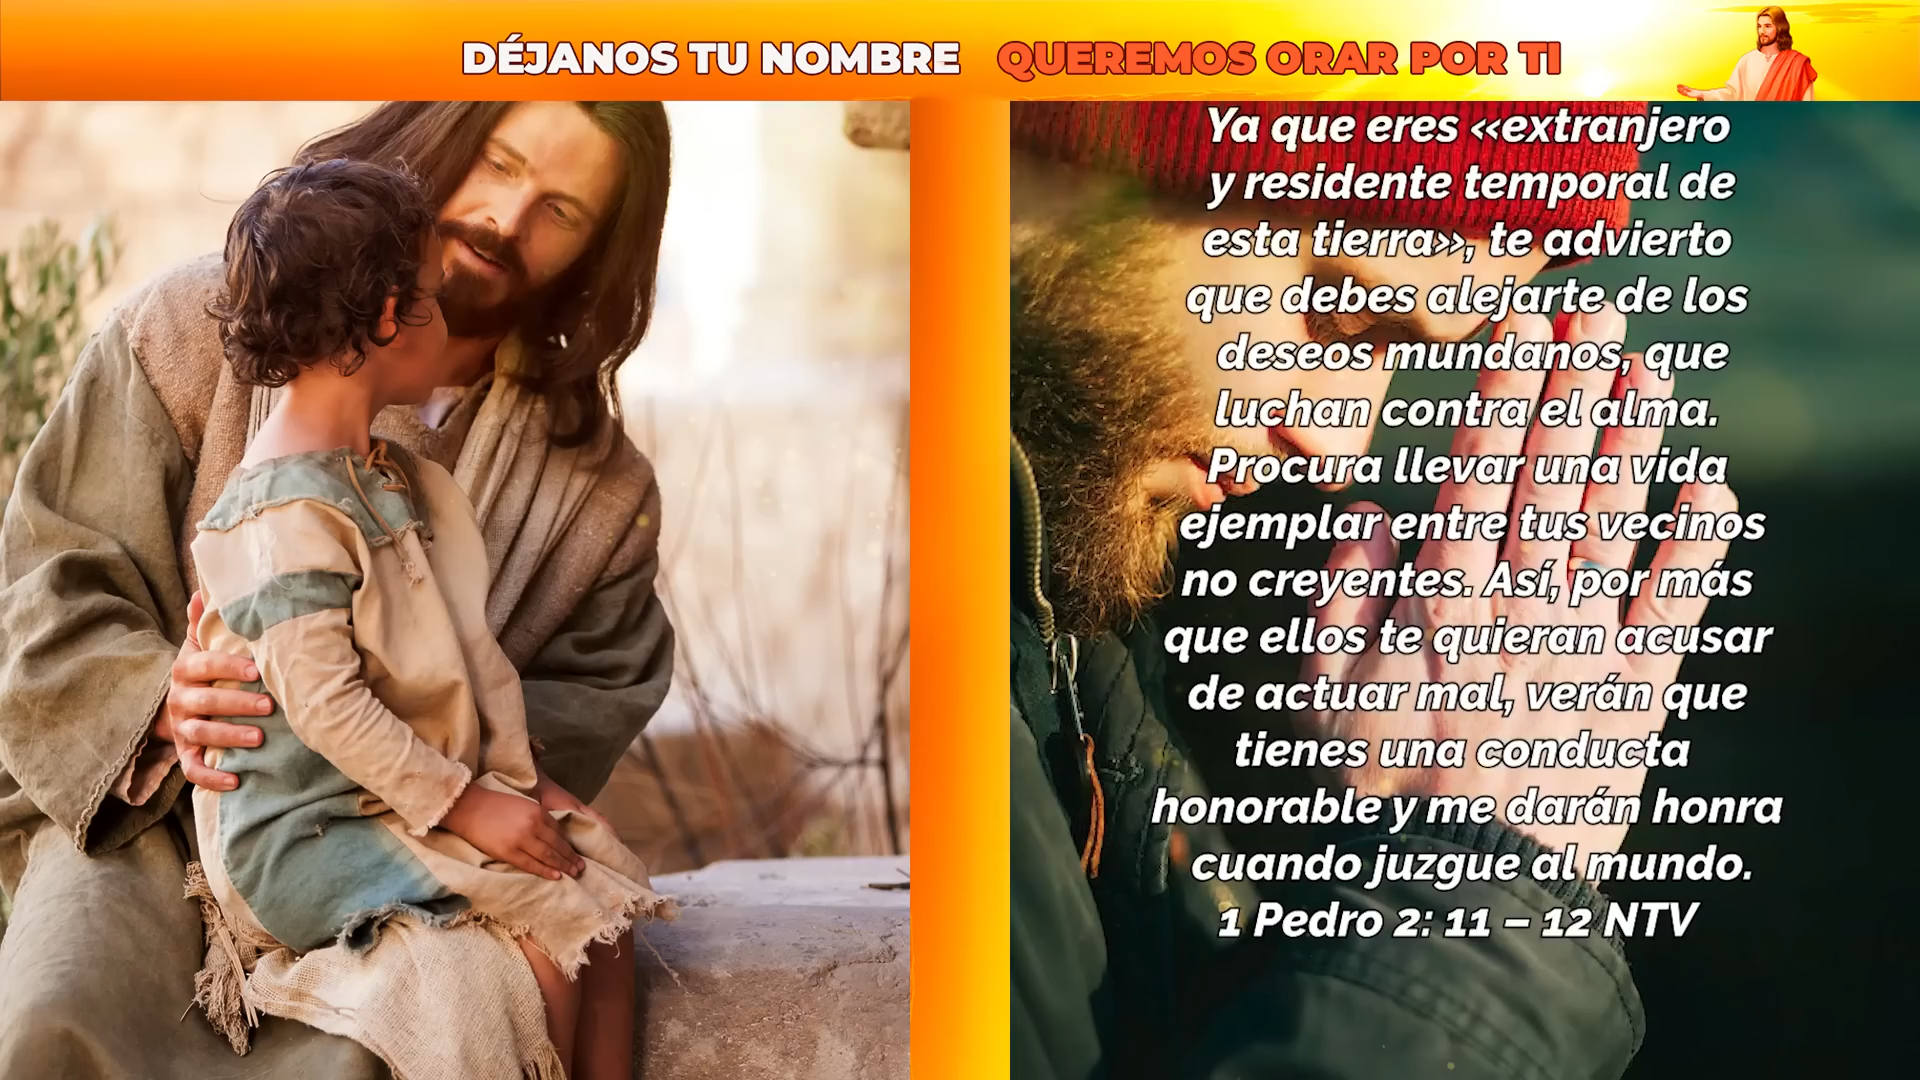 DÉJANOS TU NOMBRE QUEREMOS ORAR POR TI
Ya que eres «extranjero
y residente temporal de
esta tierra», te advierto
que debes alejarte de los
deseos mundanos, que
luchan contra el alma.
Procura llevar una vida
ejemplar entre tus vecinos
no creyentes. Así, por más
que ellos te quieran acusar
de actuar mal, verán que
tienes una conducta
honorable y me darán honra
cuando juzgue al mundo.
1 Pedro 2: 11 – 12 NTV